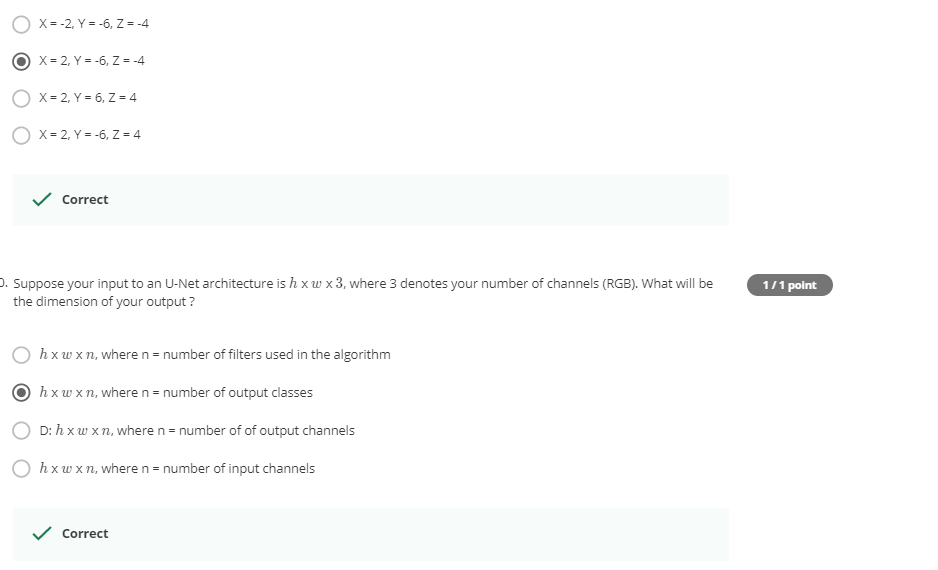 X = -2, Y = -6, Z = -4
X = 2, Y = -6, Z = -4
X = 2, Y = 6, Z = 4
X = 2, Y = -6, Z = 4
Correct
0. Suppose your input to an U-Net architecture is h x w x 3, where 3 denotes your number of channels (RGB). What will be
the dimension of your output ?
1 / 1 point
h x w x n, where n = number of filters used in the algorithm
h x w x n, where n = number of output classes
D: h x w x n, where n = number of of output channels
h x w x n, where n = number of input channels
Correct